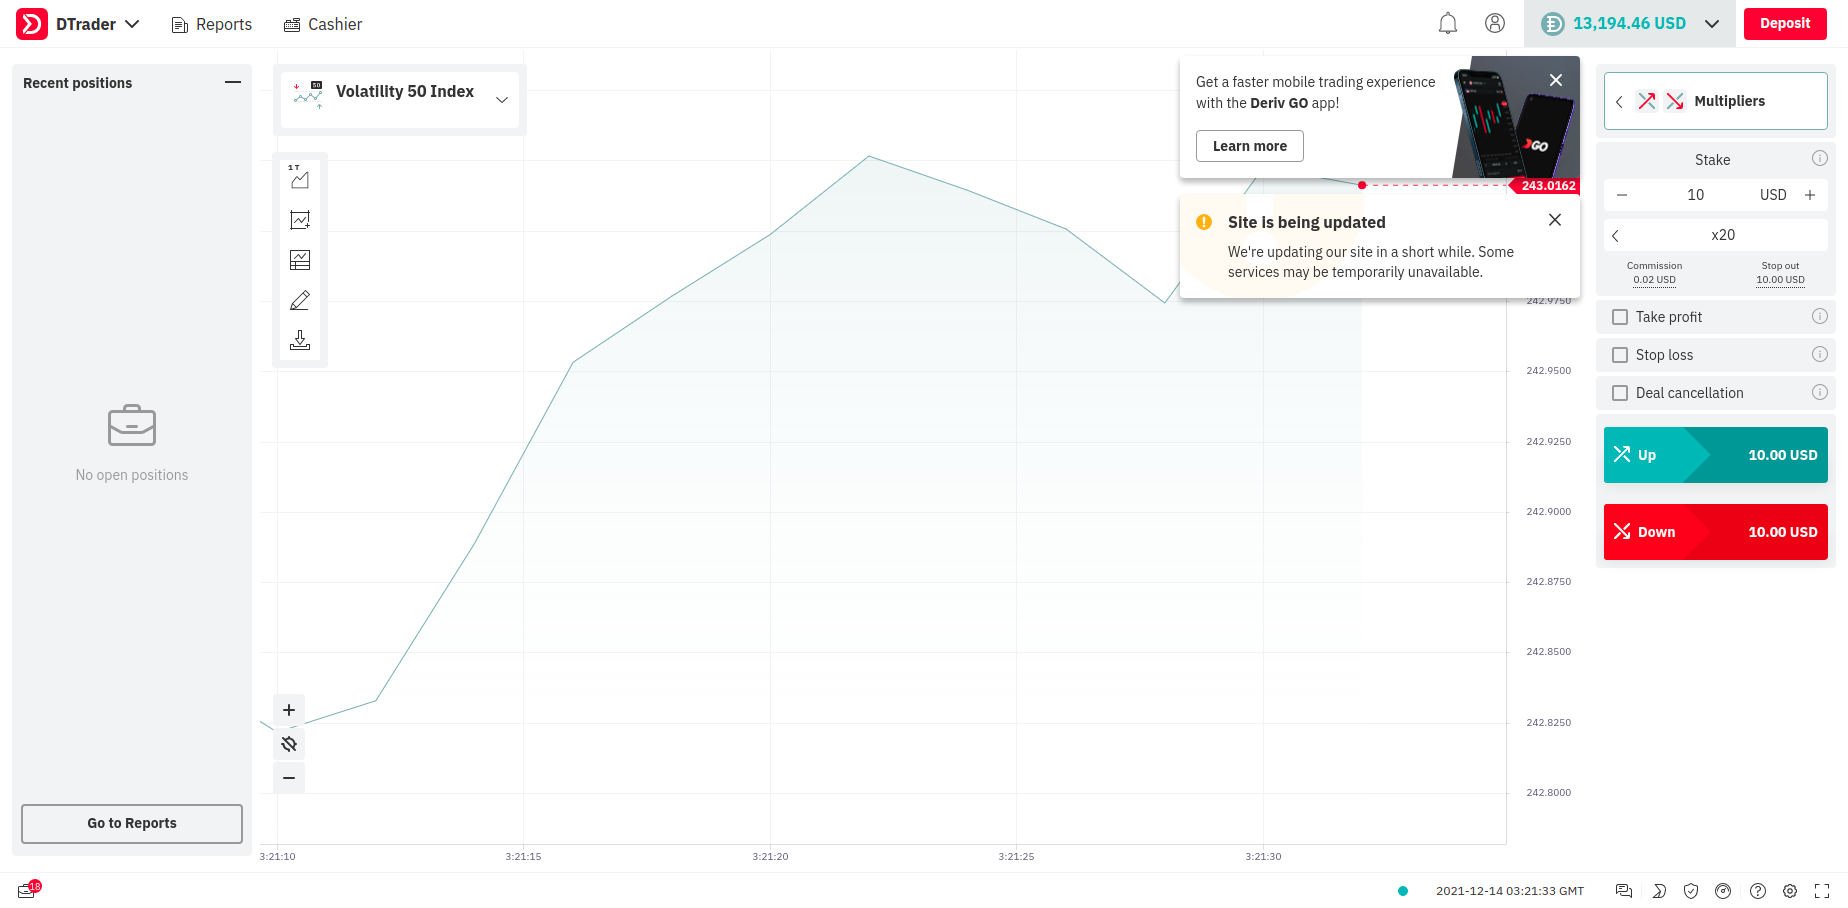 DTrader
Reports
Cashier
13,194.46 USD
Deposit
Recent positions
No open positions
Go to Reports
50
Volatility 50 Index
1 T
Get a faster mobile trading experience
with the Deriv GO app!
Learn more
GO
243.0162
Site is being updated
We're updating our site in a short while. Some
services may be temporarily unavailable.
242.9750
242.9500
242.9250
242.9000
242.8750
242.8500
242.8250
242.8000
3:21:10
3:21:15
3:21:20
3:21:25
3:21:30
Multipliers
Stake
10 USD
x20
Commission
0.02 USD
Stop out
10.00 USD
Take profit
Stop loss
Deal cancellation
Up 10.00 USD
Down 10.00 USD
18
2021-12-14 03:21:33 GMT